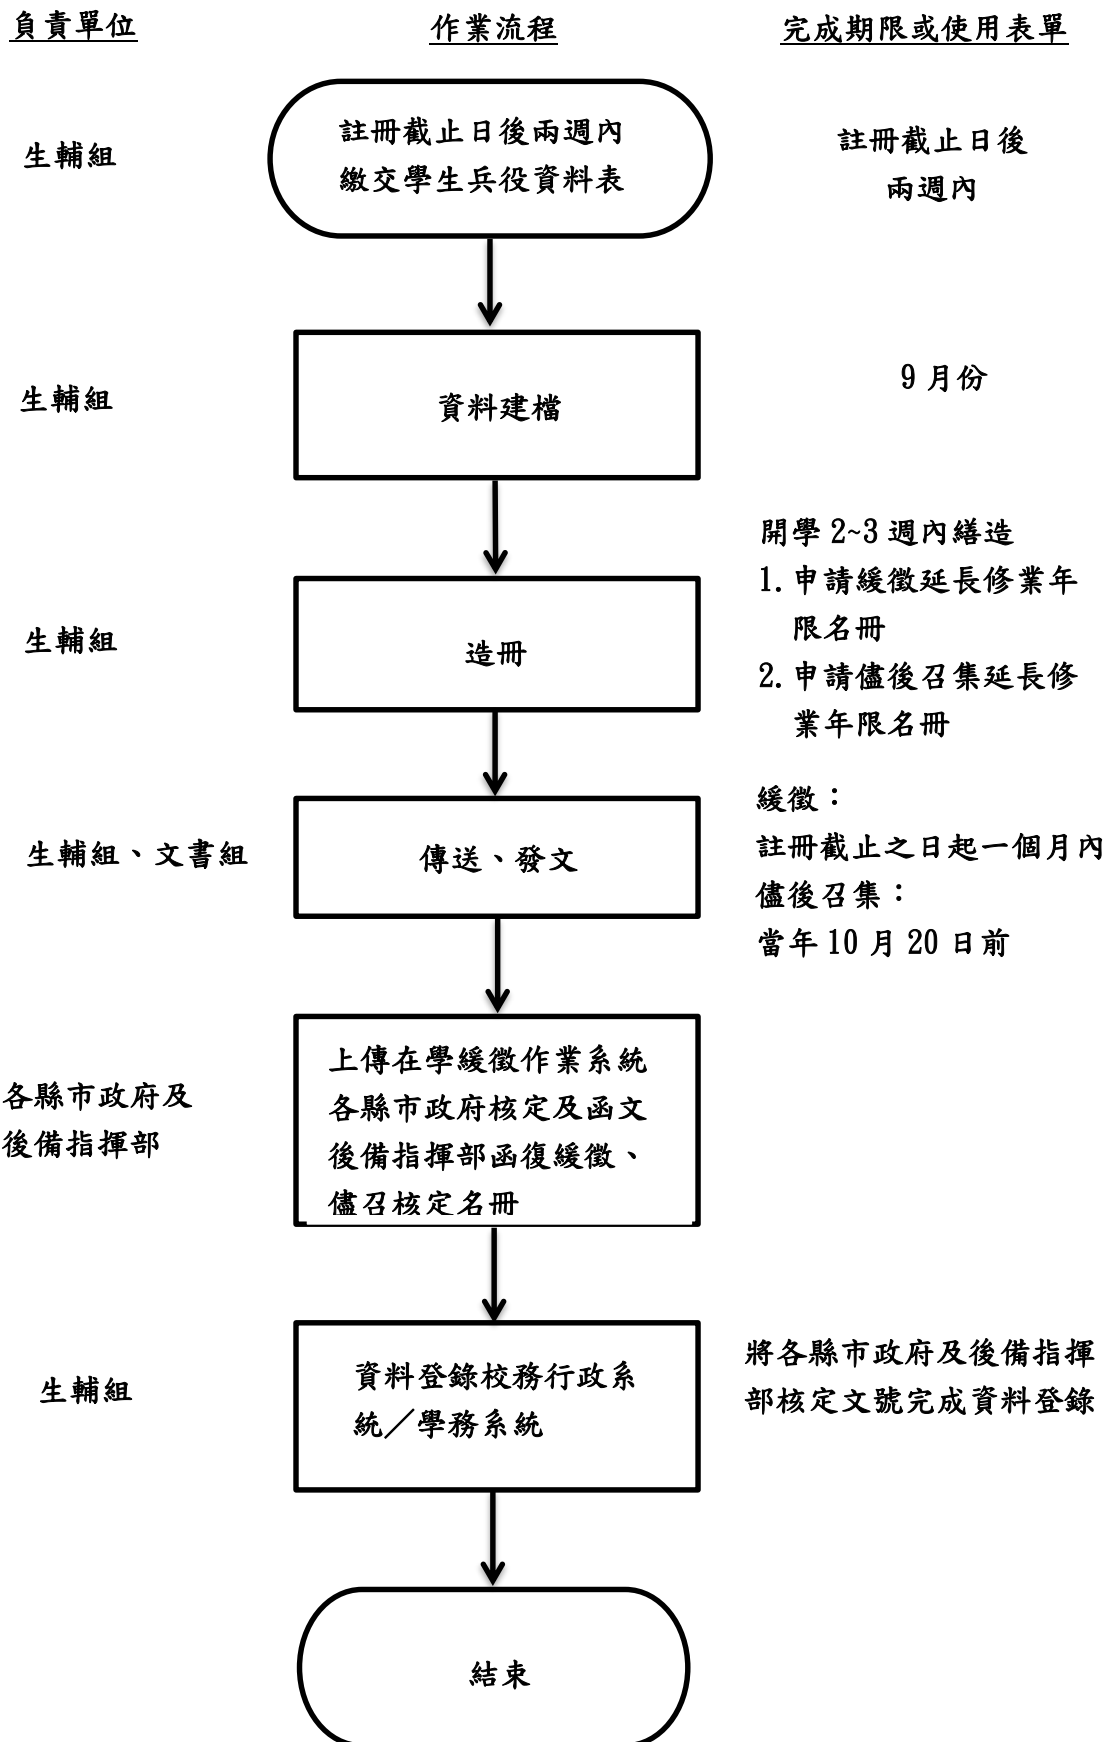 負責單位
作業流程
完成期限或使用表單
生輔組
註冊截止日後兩週內
繳交學生兵役資料表
註冊截止日後
兩週內
生輔組
資料建檔
9 月份
生輔組
造冊
開學 2~3 週內繕造
1. 申請緩徵延長修業年
限名冊
2. 申請儘後召集延長修
業年限名冊
生輔組、文書組
傳送、發文
緩徵：
註冊截止之日起一個月內
儘後召集：
當年 10 月 20 日前
各縣市政府及
後備指揮部
上傳在學緩徵作業系統
各縣市政府核定及函文
後備指揮部函復緩徵、
儘召核定名冊
生輔組
資料登錄校務行政系
統／學務系統
將各縣市政府及後備指揮
部核定文號完成資料登錄
結束